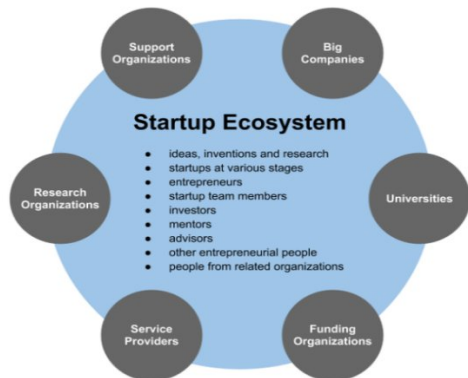 Support
Organizations
Big
Companies
Startup Ecosystem
● ideas, inventions and research
● startups at various stages
● entrepreneurs
● startup team members
● investors
● mentors
● advisors
● other entrepreneurial people
● people from related organizations
Research
Organizations
Universities
Service
Providers
Funding
Organizations